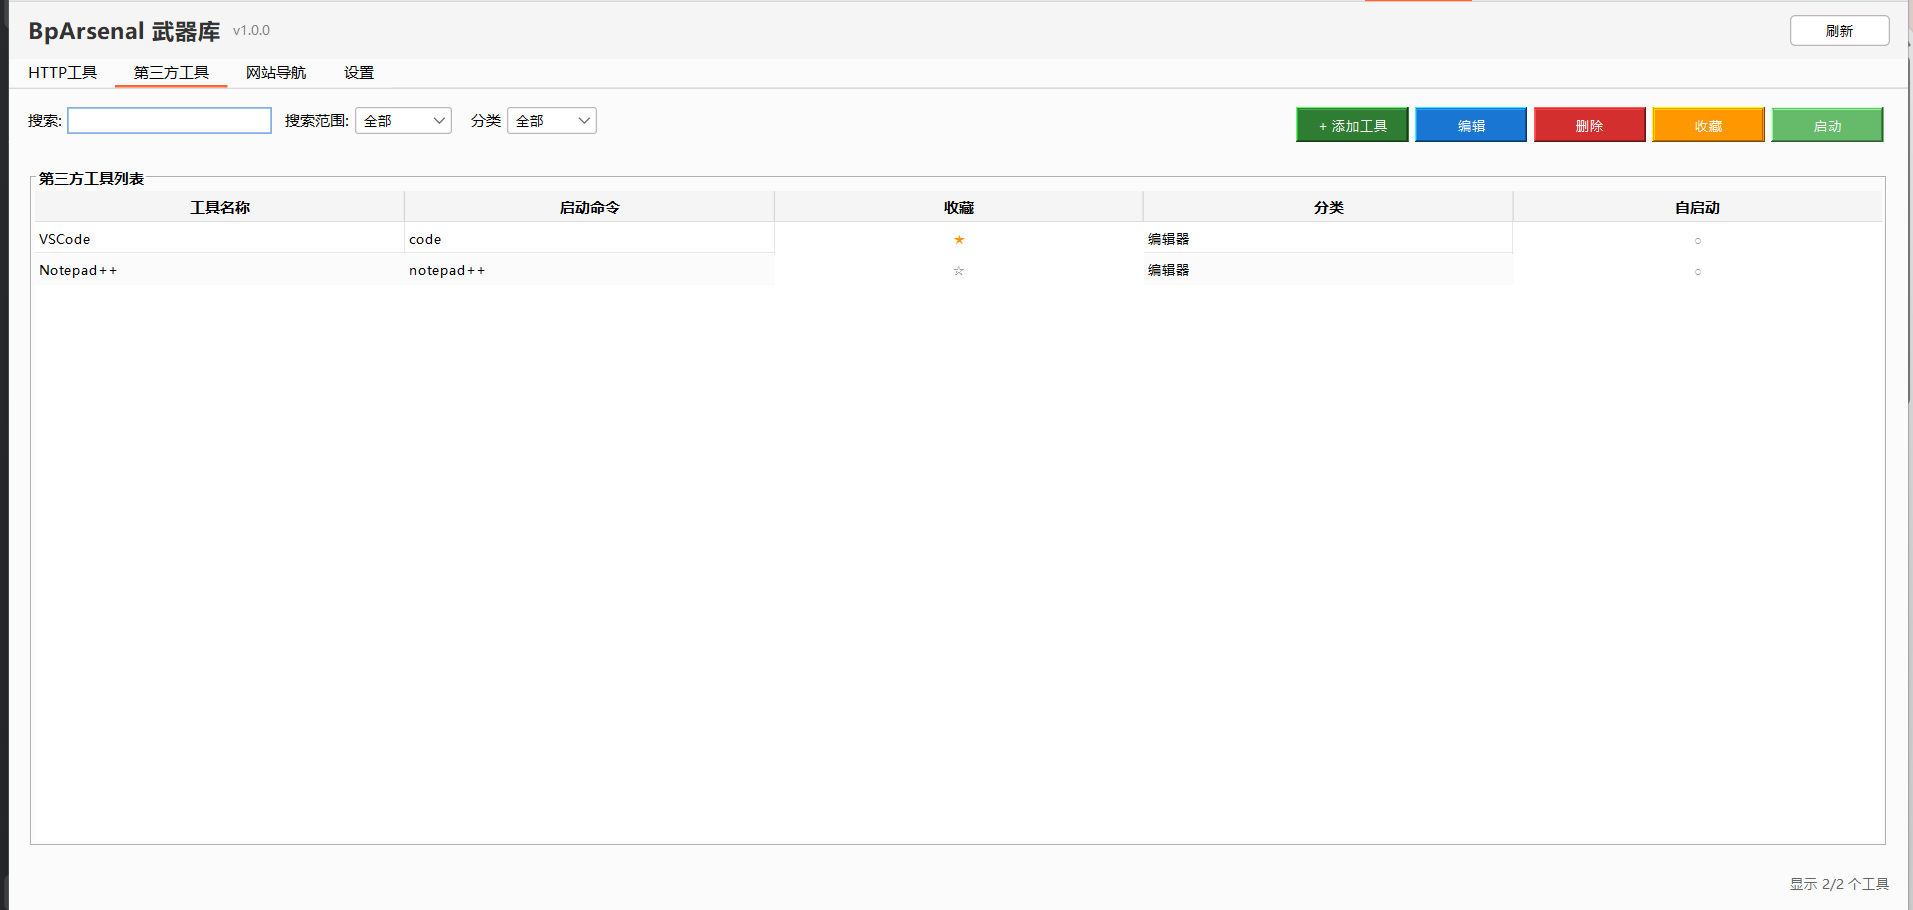 BpArsenal 武器库 v1.0.0 刷新
HTTP工具 第三方工具 网站导航 设置
搜索: 搜索范围: 全部 分类 全部 + 添加工具 编辑 删除 收藏 启动
第三方工具列表
工具名称 启动命令 收藏 分类 自启动
VSCode code ★ 编辑器 ○
Notepad++ notepad++ ☆ 编辑器 ○
显示 2/2 个工具